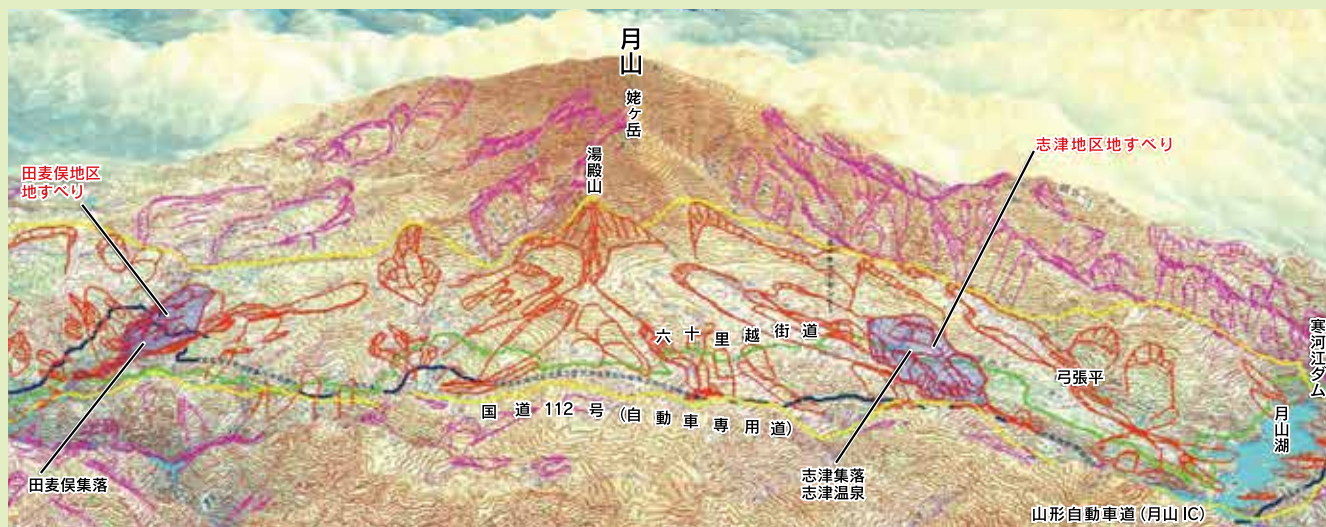 月山
姥ヶ岳
湯殿山
田麦俣地区
地すべり
志津地区地すべり
六十里越街道
国道112号(自動車専用道)
弓張平
寒河江ダム
月山湖
田麦俣集落
志津集落
志津温泉
山形自動車道(月山IC)